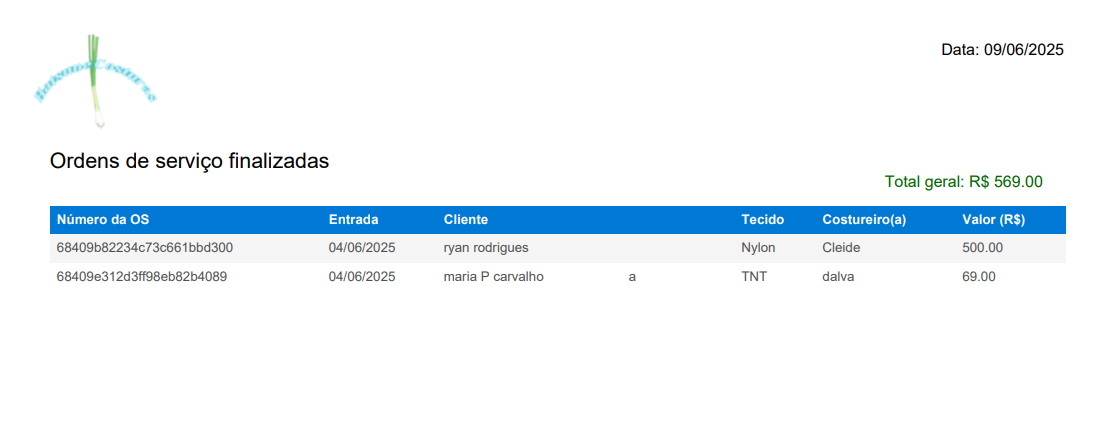 Data: 09/06/2025
Ordens de serviço finalizadas
Total geral: R$ 569.00
Número da OS Entrada Cliente Tecido Costureiro(a) Valor (R$)
68409b82234c73c661bbd300 04/06/2025 ryan rodrigues Nylon Cleide 500.00
68409e312d3ff98eb82b4089 04/06/2025 maria P carvalho a TNT dalva 69.00